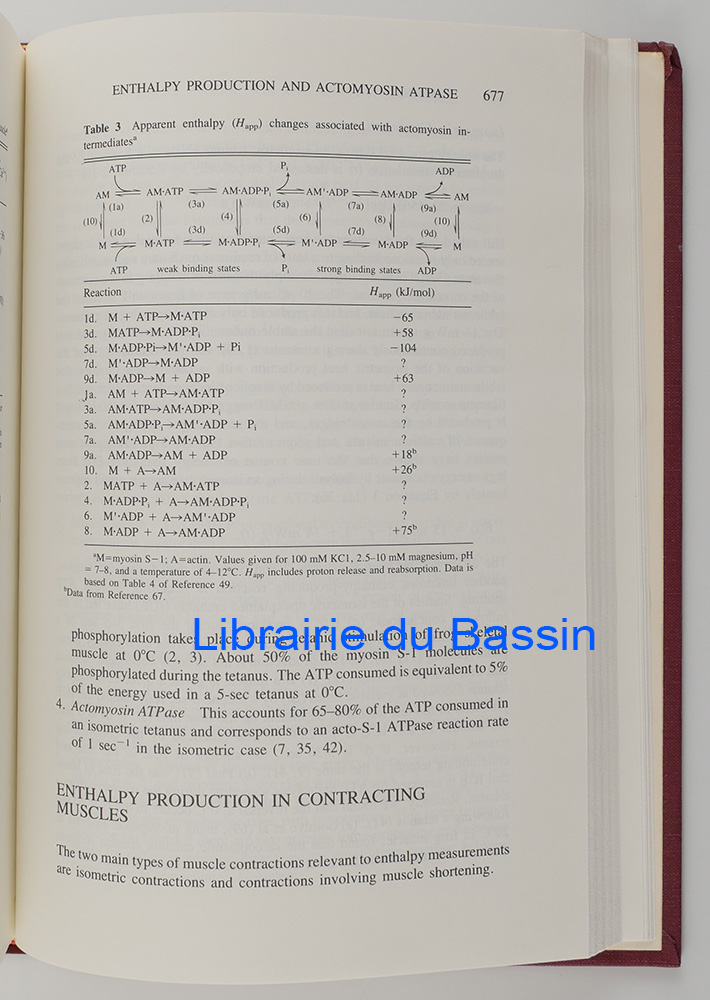 ENTHALPY PRODUCTION AND ACTOMYOSIN ATPASE 677
Table 3 Apparent enthalpy (Happ) changes associated with actomyosin in-
termediatesᵃ
ATP Pi ADP
AM ⇌ AM·ATP ⇌ AM·ADP·Pi ⇌ AM'·ADP ⇌ AM·ADP ⇌ AM
(1a) (3a) (5a) (7a) (9a)
(10) (2) (4) (6) (8) (10)
(1d) (3d) (5d) (7d) (9d)
M ⇌ M·ATP ⇌ M·ADP·Pi ⇌ M'·ADP ⇌ M·ADP ⇌ M
ATP weak binding states Pi strong binding states ADP
Reaction Happ (kJ/mol)
1d. M + ATP→M·ATP −65
3d. MATP→M·ADP·Pi +58
5d. M·ADP·Pi→M'·ADP + Pi −104
7d. M'·ADP→M·ADP ?
9d. M·ADP→M + ADP +63
1a. AM + ATP→AM·ATP ?
3a. AM·ATP→AM·ADP·Pi ?
5a. AM·ADP·Pi→AM'·ADP + Pi ?
7a. AM'·ADP→AM·ADP ?
9a. AM·ADP→AM + ADP +18ᵇ
10. M + A→AM +26ᵇ
2. MATP + A→AM·ATP ?
4. M·ADP·Pi + A→AM·ADP·Pi ?
6. M'·ADP + A→AM'·ADP ?
8. M·ADP + A→AM·ADP +75ᵇ
ᵃM=myosin S−1; A=actin. Values given for 100 mM KCl, 2.5–10 mM magnesium, pH
= 7–8, and a temperature of 4–12°C. Happ includes proton release and reabsorption. Data is
based on Table 4 of Reference 49.
ᵇData from Reference 67.
phosphorylation takes place during tetanic stimulation of frog skeletal
muscle at 0°C (2, 3). About 50% of the myosin S-1 molecules are
phosphorylated during the tetanus. The ATP consumed is equivalent to 5%
of the energy used in a 5-sec tetanus at 0°C.
4. Actomyosin ATPase This accounts for 65–80% of the ATP consumed in
an isometric tetanus and corresponds to an acto-S-1 ATPase reaction rate
of 1 sec⁻¹ in the isometric case (7, 35, 42).
ENTHALPY PRODUCTION IN CONTRACTING
MUSCLES
The two main types of muscle contractions relevant to enthalpy measurements
are isometric contractions and contractions involving muscle shortening.
Librairie du Bassin